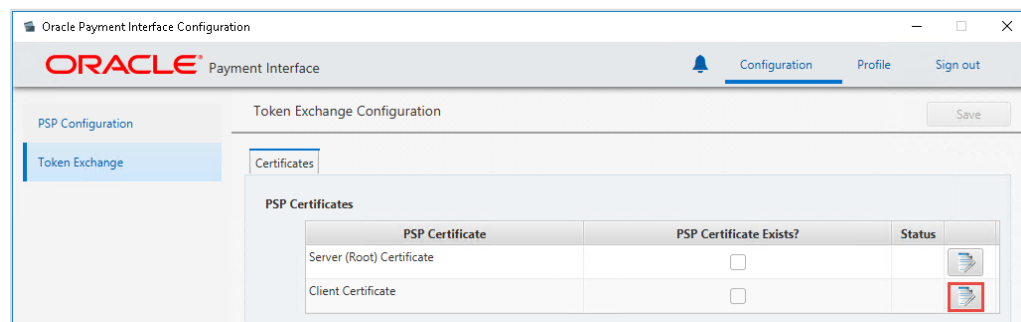 Oracle Payment Interface Configuration
ORACLE® Payment Interface
Configuration Profile Sign out
PSP Configuration
Token Exchange
Token Exchange Configuration
Save
Certificates
PSP Certificates
PSP Certificate PSP Certificate Exists? Status
Server (Root) Certificate
Client Certificate